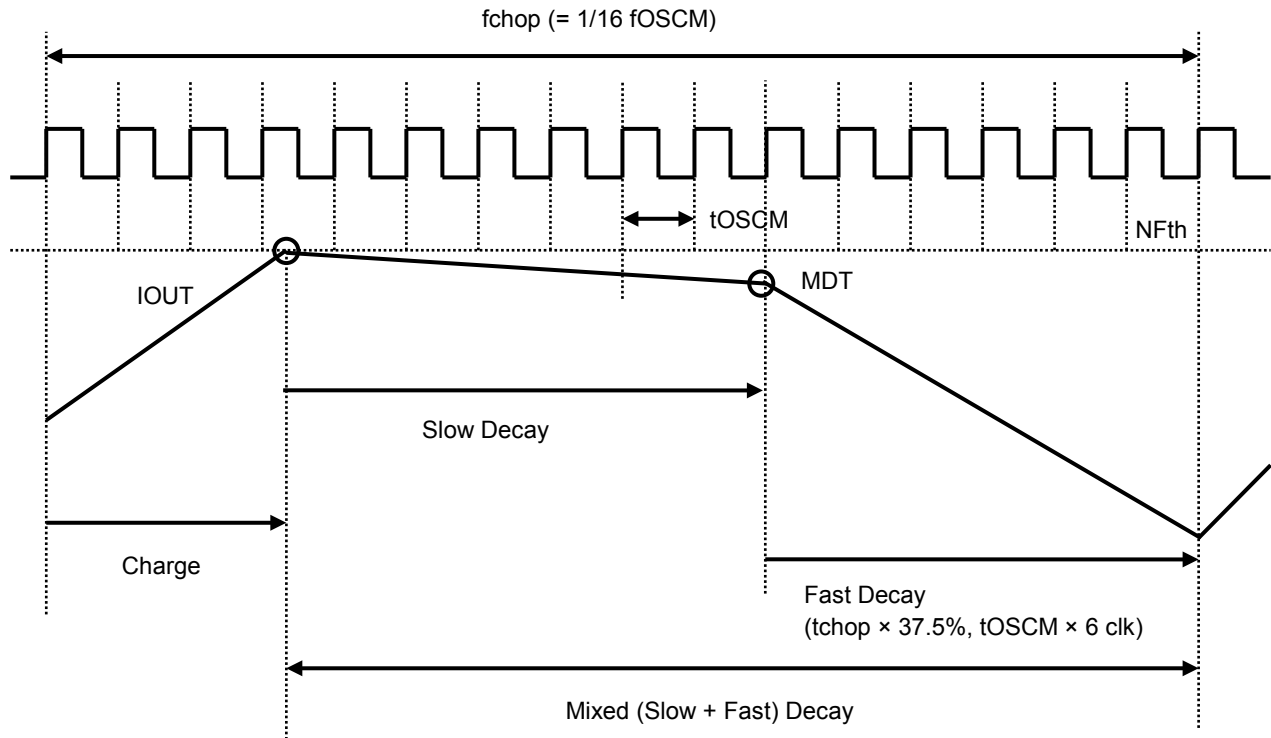 fchop (= 1/16 fOSCM)
tOSCM
NFth
IOUT
MDT
Slow Decay
Charge
Fast Decay
(tchop × 37.5%, tOSCM × 6 clk)
Mixed (Slow + Fast) Decay